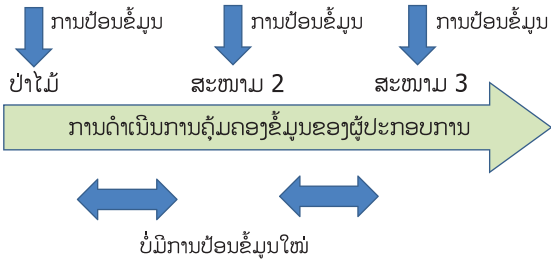 ການປ້ອນຂໍ້ມູນ ການປ້ອນຂໍ້ມູນ ການປ້ອນຂໍ້ມູນ
ປ່າໄມ້ ສະໜາມ 2 ສະໜາມ 3
ການດຳເນີນການຄຸ້ມຄອງຂໍ້ມູນຂອງຜູ້ປະກອບການ
ບໍ່ມີການປ້ອນຂໍ້ມູນໃໝ່